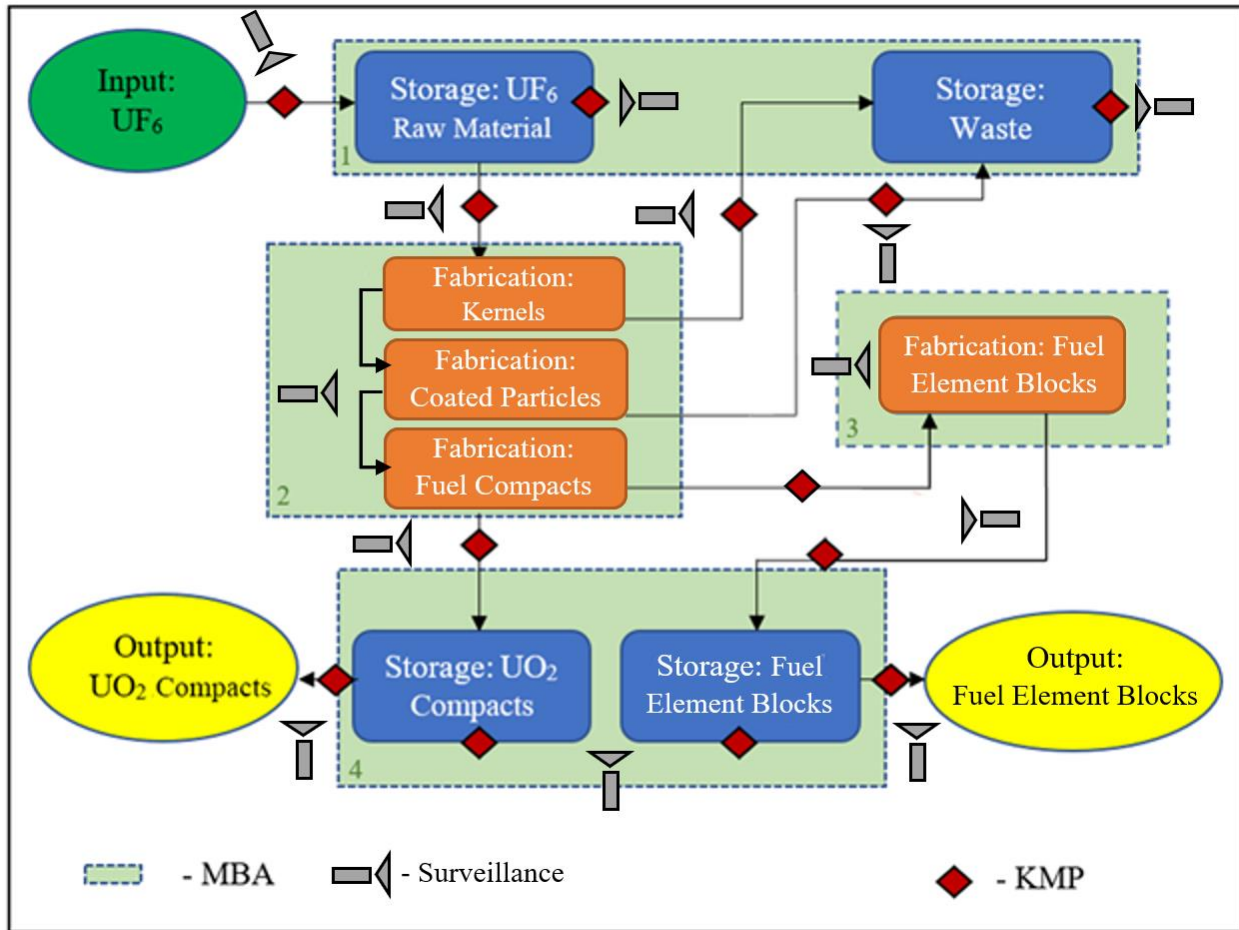 Input:
UF₆
Storage: UF₆
Raw Material
Storage:
Waste
1
Fabrication:
Kernels
Fabrication:
Coated Particles
Fabrication:
Fuel Compacts
2
Fabrication: Fuel
Element Blocks
3
Output:
UO₂ Compacts
Storage: UO₂
Compacts
Storage: Fuel
Element Blocks
4
Output:
Fuel Element Blocks
- MBA
- Surveillance
- KMP